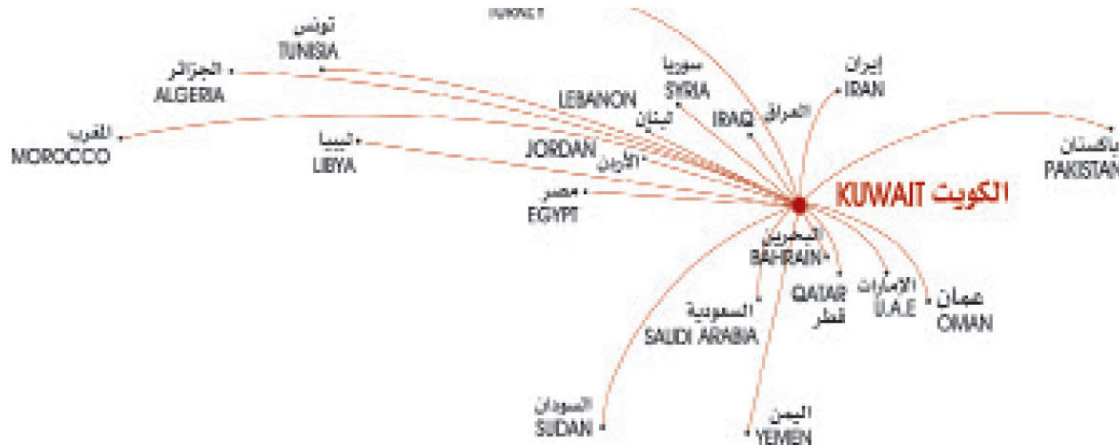 TURKEY
تونس
TUNISIA
سوريا
SYRIA
إيران
IRAN
الجزائر
ALGERIA
LEBANON
لبنان
العراق
IRAQ
المغرب
MOROCCO
ليبيا
LIBYA
JORDAN
الأردن
باكستان
PAKISTAN
مصر
EGYPT
KUWAIT الكويت
البحرين
BAHRAIN
QATAR
قطر
الإمارات
U.A.E
عمان
OMAN
السعودية
SAUDI ARABIA
السودان
SUDAN
اليمن
YEMEN